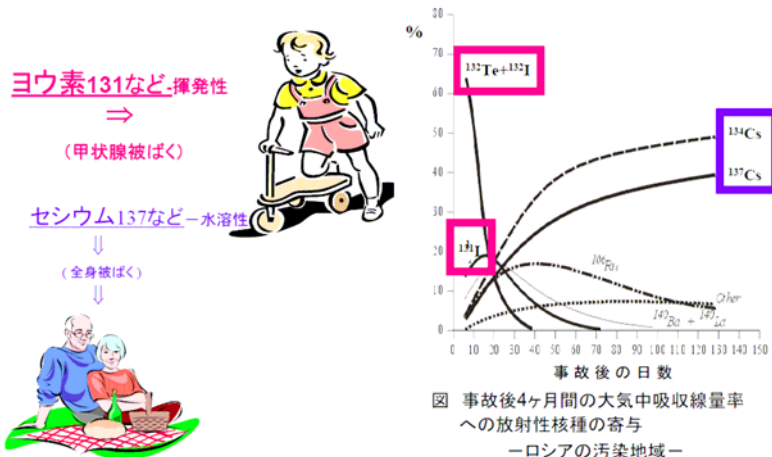 ヨウ素131など-揮発性
⇒
(甲状腺被ばく)
セシウム137など－水溶性
⇓
(全身被ばく)
⇓
%
80
70
60
50
40
30
20
10
0
¹³²Te+¹³²I
¹³⁴Cs
¹³⁷Cs
¹³¹I
¹⁰⁶Ru
Other
¹⁴⁰Ba + ¹⁴⁰La
0 10 20 30 40 50 60 70 80 90 100 110 120 130 140 150
事故後の日数
図 事故後4ヶ月間の大気中吸収線量率
への放射性核種の寄与
－ロシアの汚染地域－